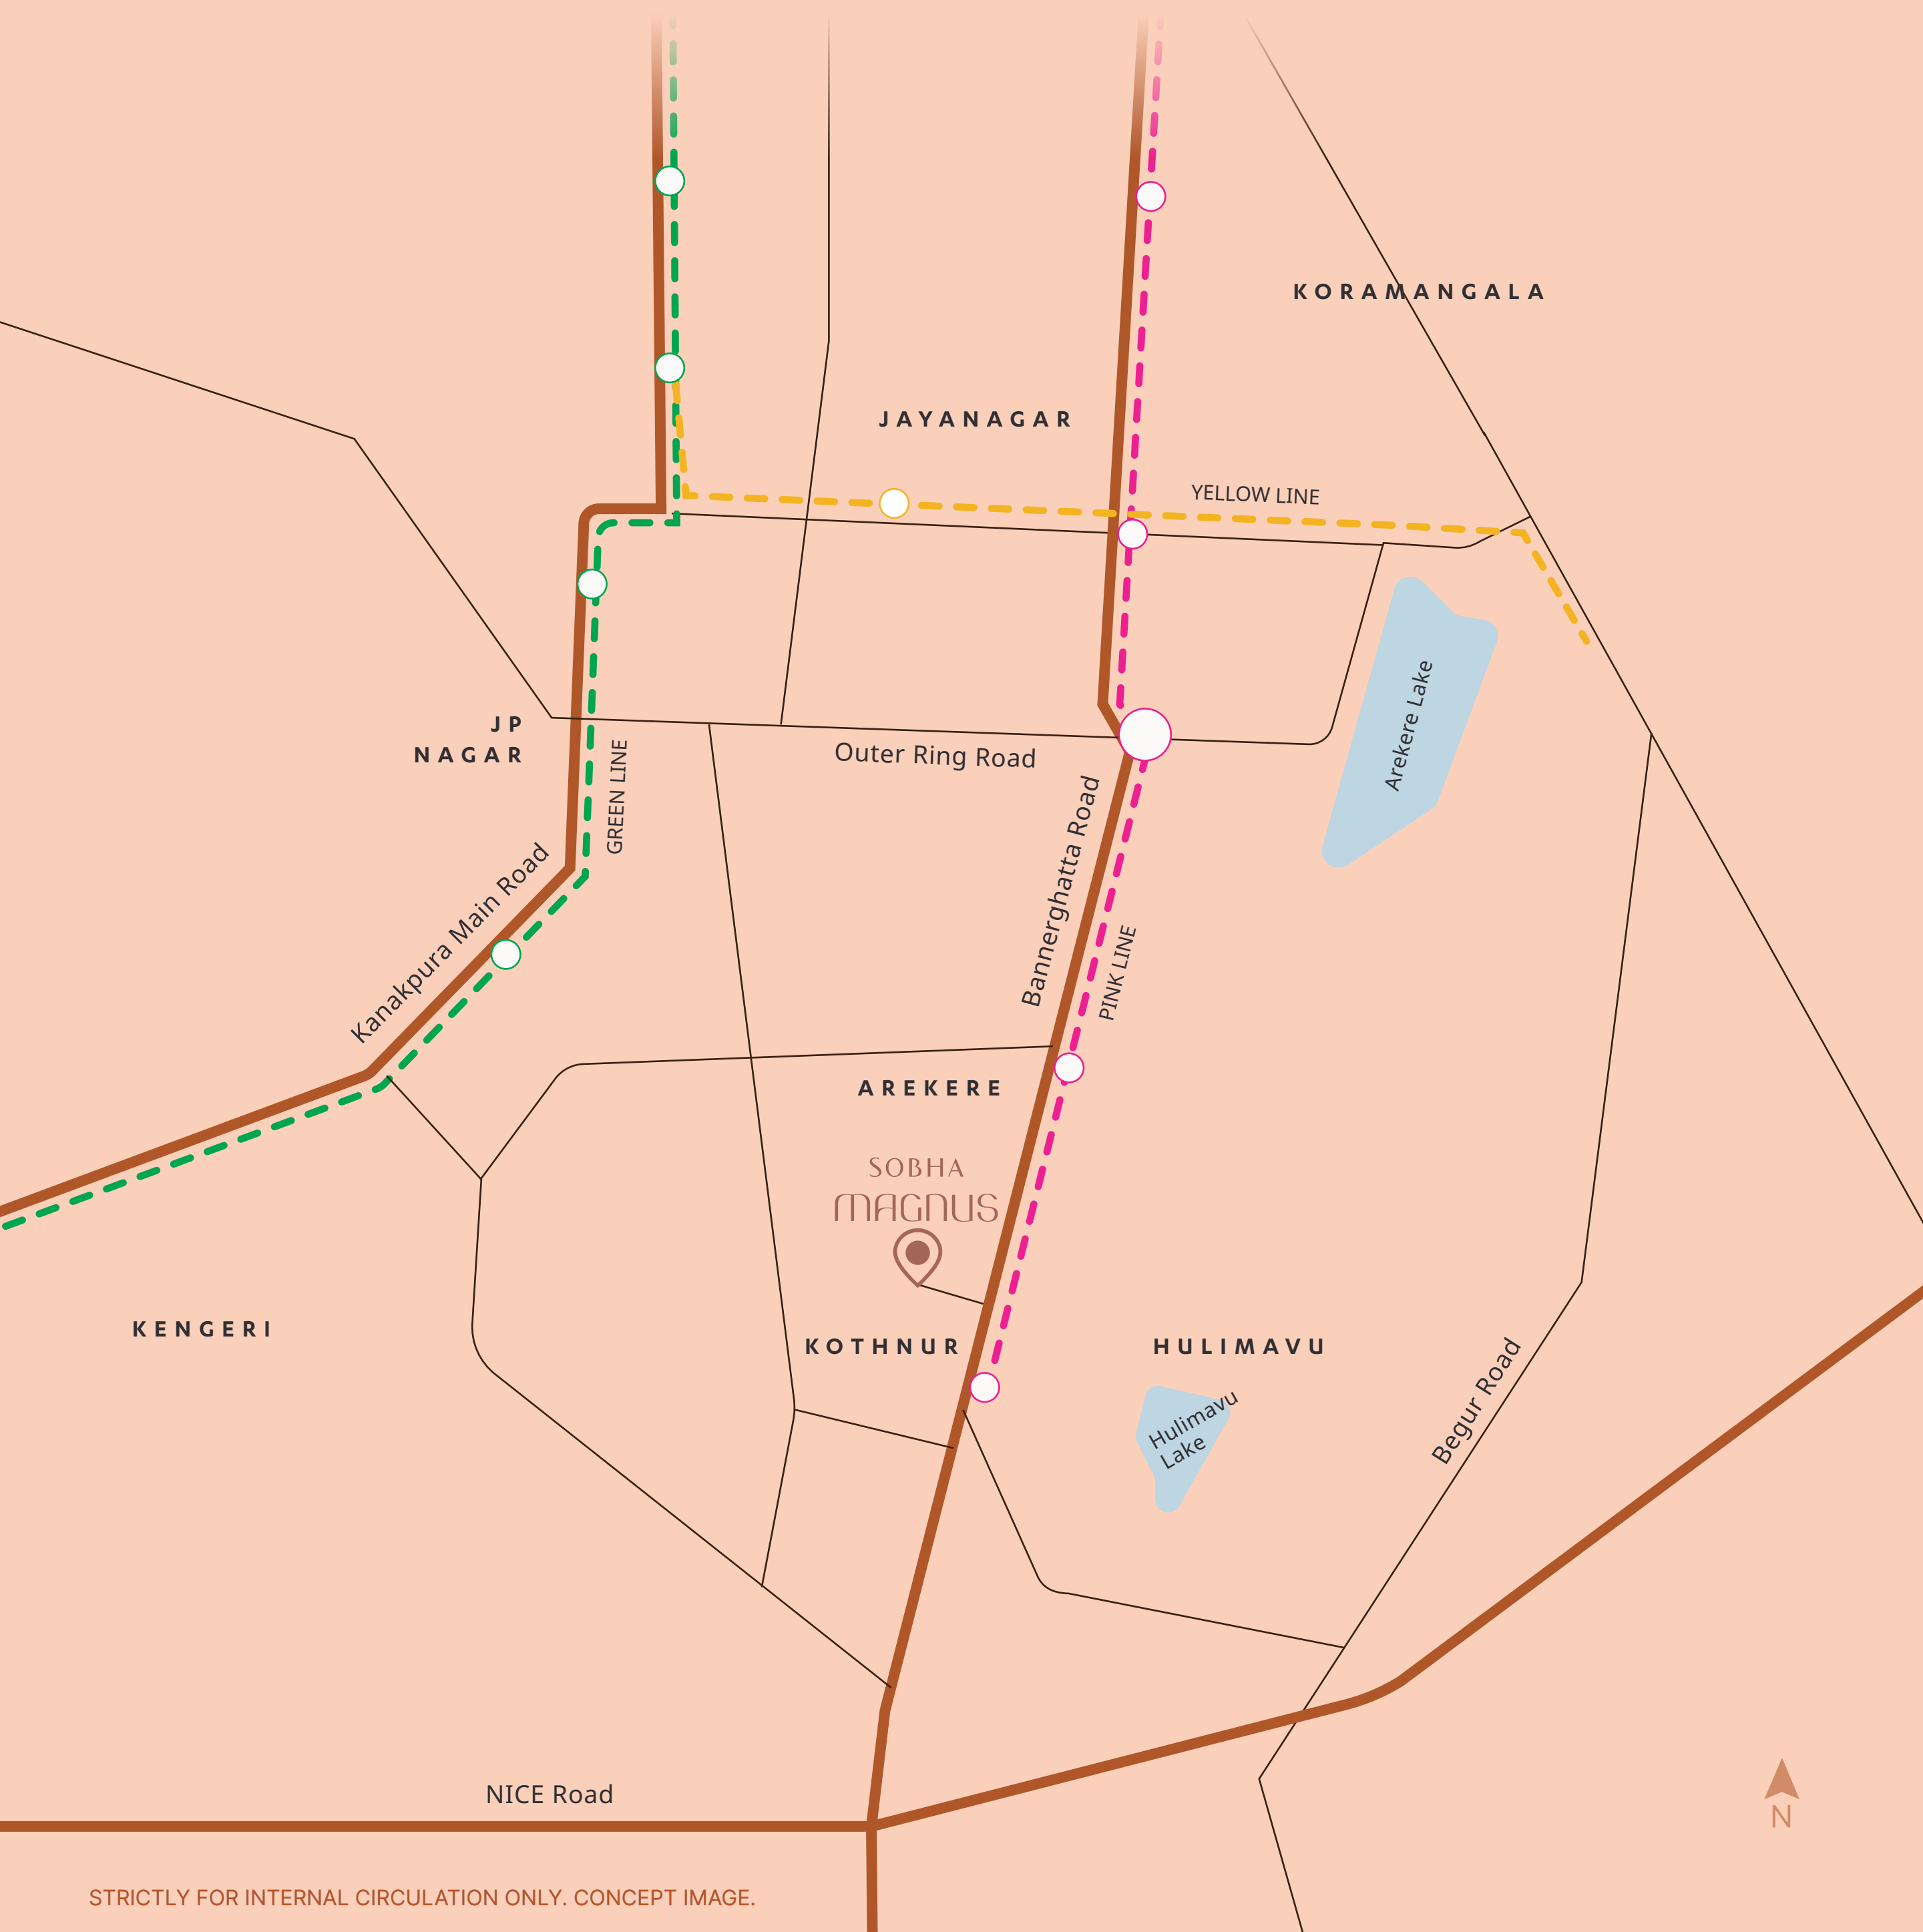 KORAMANGALA
JAYANAGAR
YELLOW LINE
JP
NAGAR
Outer Ring Road
Arekere Lake
GREEN LINE
Bannerghatta Road
Kanakpura Main Road
PINK LINE
AREKERE
SOBHA
MAGNUS
KENGERI
KOTHNUR
HULIMAVU
Hulimavu
Lake
Begur Road
NICE Road
N
STRICTLY FOR INTERNAL CIRCULATION ONLY. CONCEPT IMAGE.